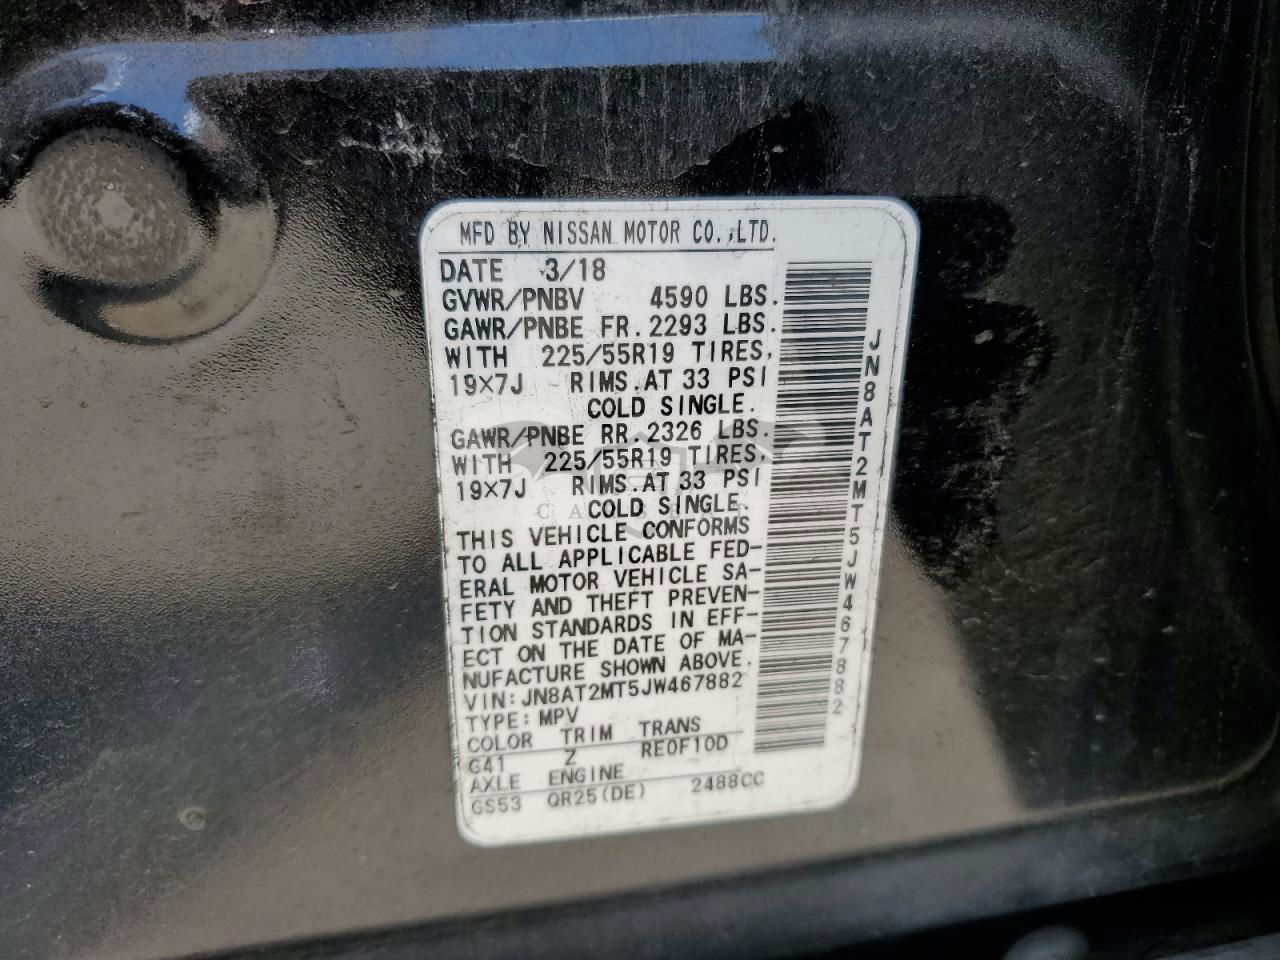 MFD BY NISSAN MOTOR CO.,LTD.
DATE 3/18
GVWR/PNBV 4590 LBS.
GAWR/PNBE FR.2293 LBS.
WITH 225/55R19 TIRES,
19X7J RIMS.AT 33 PSI
COLD SINGLE.
GAWR/PNBE RR.2326 LBS.
WITH 225/55R19 TIRES,
19X7J RIMS.AT 33 PSI
COLD SINGLE.
THIS VEHICLE CONFORMS
TO ALL APPLICABLE FED-
ERAL MOTOR VEHICLE SA-
FETY AND THEFT PREVEN-
TION STANDARDS IN EFF-
ECT ON THE DATE OF MA-
NUFACTURE SHOWN ABOVE.
VIN:JN8AT2MT5JW467882
TYPE:MPV
COLOR TRIM TRANS
G41 Z RE0F10D
AXLE ENGINE
GS53 QR25(DE) 2488CC
JN8AT2MT5JW467882